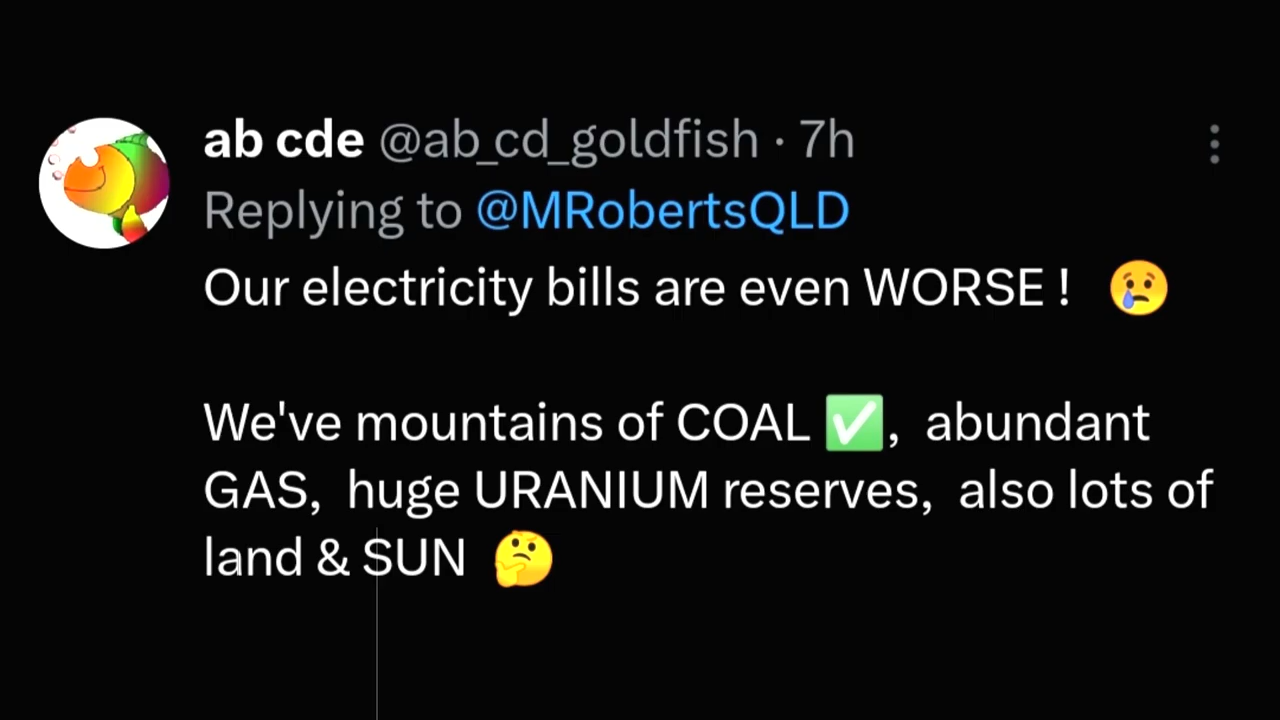 ab cde @ab_cd_goldfish · 7h
Replying to @MRobertsQLD
Our electricity bills are even WORSE ! 😢
We've mountains of COAL ✅, abundant
GAS, huge URANIUM reserves, also lots of
land & SUN 🤔